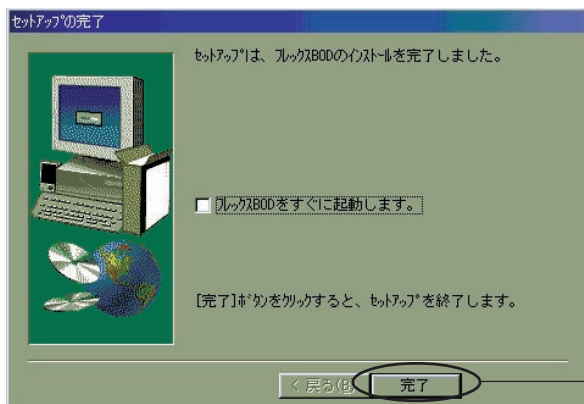 ｾｯﾄｱｯﾌﾟの完了
ｾｯﾄｱｯﾌﾟは、ﾌﾚｯｸｽBODのｲﾝｽﾄｰﾙを完了しました。
ﾌﾚｯｸｽBODをすぐに起動します。
[完了]ﾎﾞﾀﾝをｸﾘｯｸすると、ｾｯﾄｱｯﾌﾟを終了します。
< 戻る(B)
完了